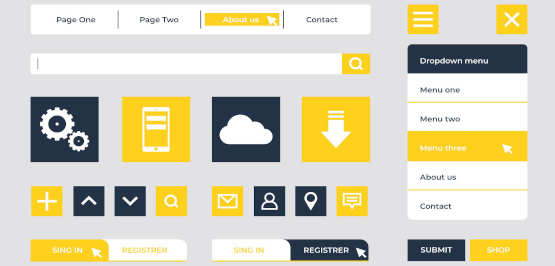 Page One Page Two About us Contact
Dropdown menu
Menu one
Menu two
Menu three
About us
Contact
SING IN REGISTRER SING IN REGISTRER SUBMIT SHOP